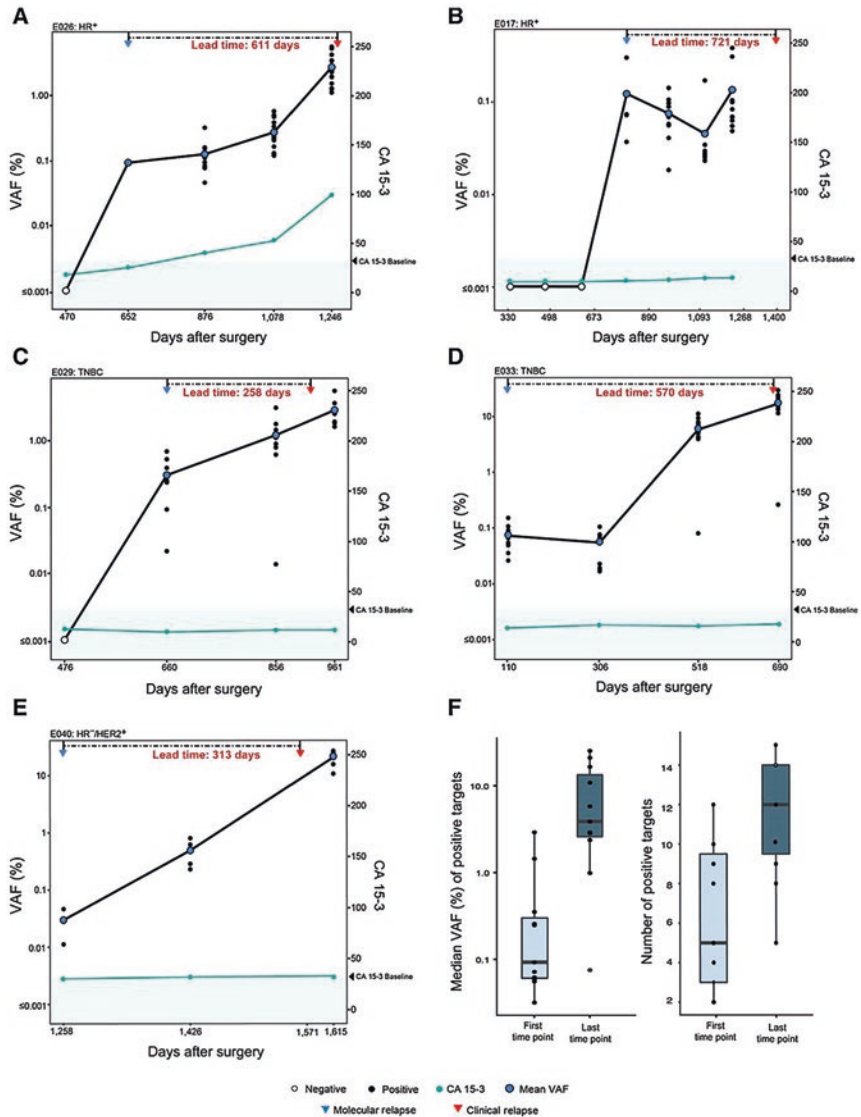 A
E026: HR+
Lead time: 611 days
VAF (%)
1.00
0.1
0.01
≤0.001
250
200
150
100
50
0
CA 15-3
CA 15-3 Baseline
470 652 876 1,078 1,246
Days after surgery
B
E017: HR+
Lead time: 721 days
VAF (%)
0.1
0.01
≤0.001
250
200
150
100
50
0
CA 15-3
CA 15-3 Baseline
330 498 673 890 1,093 1,268 1,400
Days after surgery
C
E029: TNBC
Lead time: 258 days
VAF (%)
1.00
0.1
0.01
≤0.001
250
200
150
100
50
0
CA 15-3
CA 15-3 Baseline
476 660 856 961
Days after surgery
D
E033: TNBC
Lead time: 570 days
VAF (%)
10
1
0.1
0.01
≤0.001
250
200
150
100
50
0
CA 15-3
CA 15-3 Baseline
110 306 518 690
Days after surgery
E
E040: HR-/HER2+
Lead time: 313 days
VAF (%)
10
1
0.1
0.01
≤0.001
250
200
150
100
50
0
CA 15-3
CA 15-3 Baseline
1,258 1,426 1,571 1,615
Days after surgery
F
Median VAF (%) of positive targets
10.0
1.0
0.1
First time point
Last time point
Number of positive targets
14
12
10
8
6
4
2
First time point
Last time point
Negative Positive CA 15-3 Mean VAF
Molecular relapse Clinical relapse